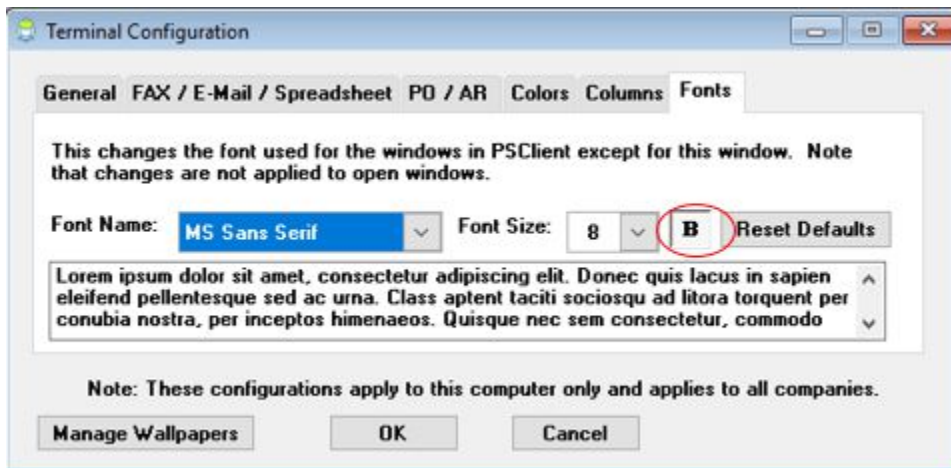 Terminal Configuration
General FAX / E-Mail / Spreadsheet PO / AR Colors Columns Fonts
This changes the font used for the windows in PSClient except for this window. Note
that changes are not applied to open windows.
Font Name: MS Sans Serif Font Size: 8 B Reset Defaults
Lorem ipsum dolor sit amet, consectetur adipiscing elit. Donec quis lacus in sapien
eleifend pellentesque sed ac urna. Class aptent taciti sociosqu ad litora torquent per
conubia nostra, per inceptos himenaeos. Quisque nec sem consectetur, commodo
Note: These configurations apply to this computer only and applies to all companies.
Manage Wallpapers OK Cancel